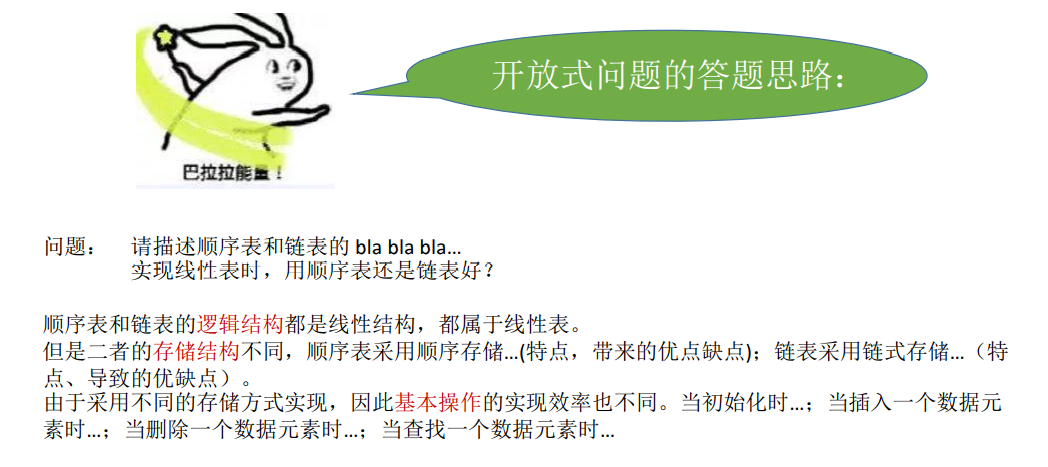 开放式问题的答题思路：
巴拉拉能量！
问题： 请描述顺序表和链表的 bla bla bla...
实现线性表时，用顺序表还是链表好？
顺序表和链表的逻辑结构都是线性结构，都属于线性表。
但是二者的存储结构不同，顺序表采用顺序存储...(特点，带来的优点缺点)；链表采用链式存储...（特
点、导致的优缺点）。
由于采用不同的存储方式实现，因此基本操作的实现效率也不同。当初始化时...；当插入一个数据元
素时...；当删除一个数据元素时...；当查找一个数据元素时...